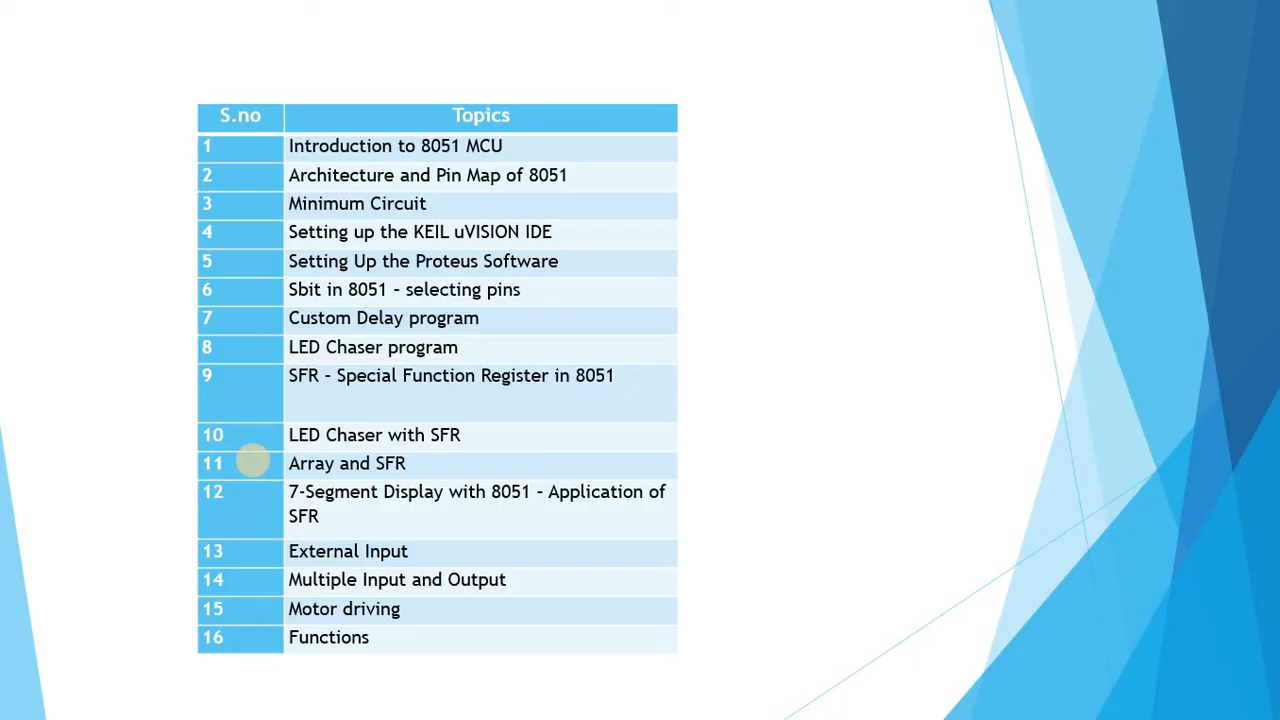 S.no Topics
1 Introduction to 8051 MCU
2 Architecture and Pin Map of 8051
3 Minimum Circuit
4 Setting up the KEIL uVISION IDE
5 Setting Up the Proteus Software
6 Sbit in 8051 – selecting pins
7 Custom Delay program
8 LED Chaser program
9 SFR – Special Function Register in 8051
10 LED Chaser with SFR
11 Array and SFR
12 7-Segment Display with 8051 – Application of
SFR
13 External Input
14 Multiple Input and Output
15 Motor driving
16 Functions